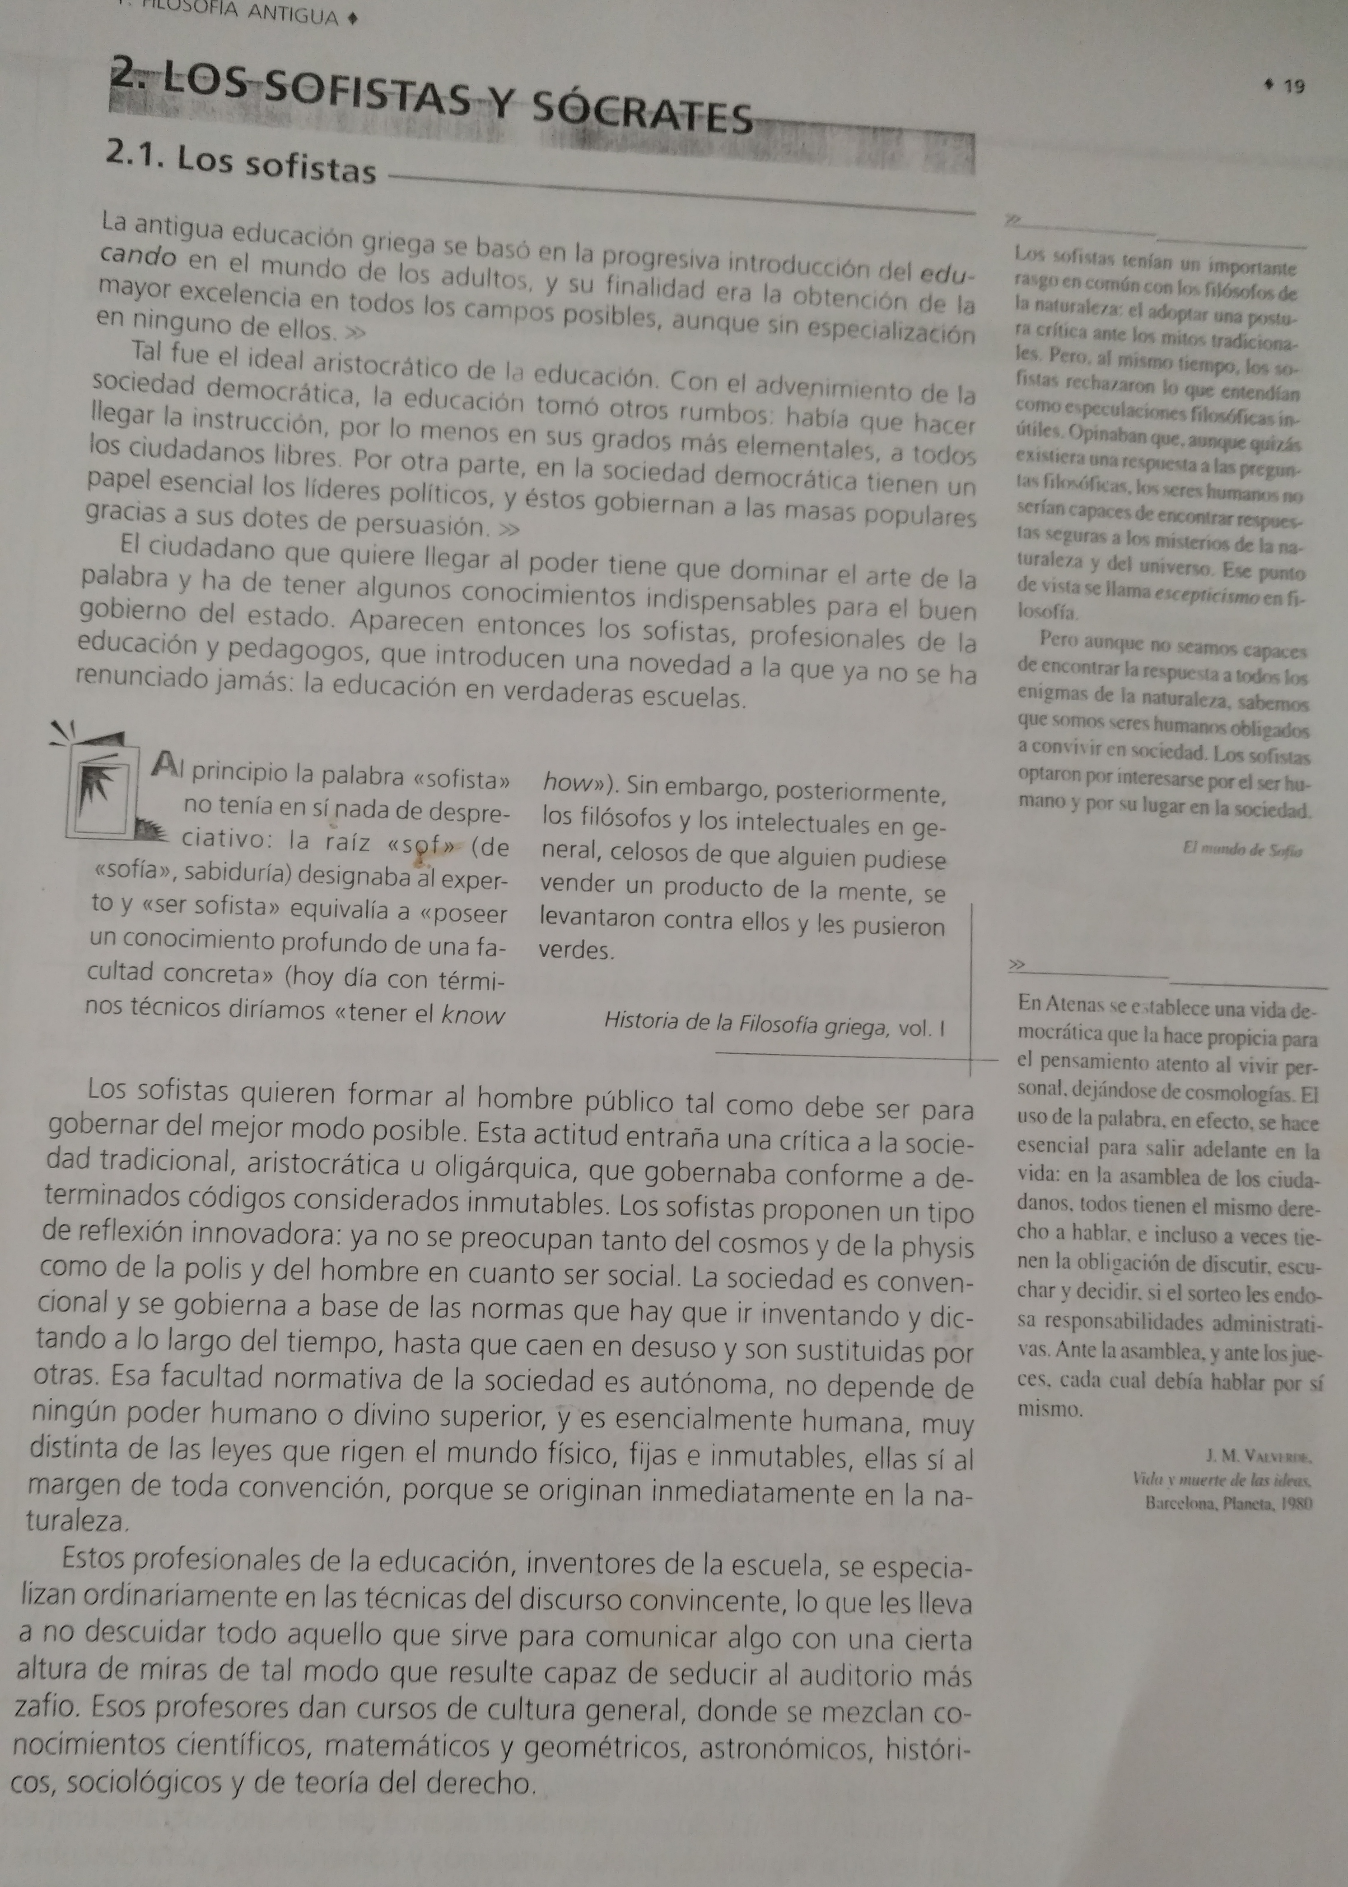 FILOSOFÍA ANTIGUA ♦
♦ 19
2. LOS SOFISTAS Y SÓCRATES
2.1. Los sofistas
La antigua educación griega se basó en la progresiva introducción del edu-
cando en el mundo de los adultos, y su finalidad era la obtención de la
mayor excelencia en todos los campos posibles, aunque sin especialización
en ninguno de ellos. »
Tal fue el ideal aristocrático de la educación. Con el advenimiento de la
sociedad democrática, la educación tomó otros rumbos: había que hacer
llegar la instrucción, por lo menos en sus grados más elementales, a todos
los ciudadanos libres. Por otra parte, en la sociedad democrática tienen un
papel esencial los líderes políticos, y éstos gobiernan a las masas populares
gracias a sus dotes de persuasión. »
El ciudadano que quiere llegar al poder tiene que dominar el arte de la
palabra y ha de tener algunos conocimientos indispensables para el buen
gobierno del estado. Aparecen entonces los sofistas, profesionales de la
educación y pedagogos, que introducen una novedad a la que ya no se ha
renunciado jamás: la educación en verdaderas escuelas.
Al principio la palabra «sofista»
no tenía en sí nada de despre-
ciativo: la raíz «sof» (de
«sofía», sabiduría) designaba al exper-
to y «ser sofista» equivalía a «poseer
un conocimiento profundo de una fa-
cultad concreta» (hoy día con térmi-
nos técnicos diríamos «tener el know
how»). Sin embargo, posteriormente,
los filósofos y los intelectuales en ge-
neral, celosos de que alguien pudiese
vender un producto de la mente, se
levantaron contra ellos y les pusieron
verdes.
Historia de la Filosofía griega, vol. I
Los sofistas quieren formar al hombre público tal como debe ser para
gobernar del mejor modo posible. Esta actitud entraña una crítica a la socie-
dad tradicional, aristocrática u oligárquica, que gobernaba conforme a de-
terminados códigos considerados inmutables. Los sofistas proponen un tipo
de reflexión innovadora: ya no se preocupan tanto del cosmos y de la physis
como de la polis y del hombre en cuanto ser social. La sociedad es conven-
cional y se gobierna a base de las normas que hay que ir inventando y dic-
tando a lo largo del tiempo, hasta que caen en desuso y son sustituidas por
otras. Esa facultad normativa de la sociedad es autónoma, no depende de
ningún poder humano o divino superior, y es esencialmente humana, muy
distinta de las leyes que rigen el mundo físico, fijas e inmutables, ellas sí al
margen de toda convención, porque se originan inmediatamente en la na-
turaleza.
Estos profesionales de la educación, inventores de la escuela, se especia-
lizan ordinariamente en las técnicas del discurso convincente, lo que les lleva
a no descuidar todo aquello que sirve para comunicar algo con una cierta
altura de miras de tal modo que resulte capaz de seducir al auditorio más
zafio. Esos profesores dan cursos de cultura general, donde se mezclan co-
nocimientos científicos, matemáticos y geométricos, astronómicos, históri-
cos, sociológicos y de teoría del derecho.
»
Los sofistas tenían un importante
rasgo en común con los filósofos de
la naturaleza: el adoptar una postu-
ra crítica ante los mitos tradiciona-
les. Pero, al mismo tiempo, los so-
fistas rechazaron lo que entendían
como especulaciones filosóficas in-
útiles. Opinaban que, aunque quizás
existiera una respuesta a las pregun-
tas filosóficas, los seres humanos no
serían capaces de encontrar respues-
tas seguras a los misterios de la na-
turaleza y del universo. Ese punto
de vista se llama escepticismo en fi-
losofía.
Pero aunque no seamos capaces
de encontrar la respuesta a todos los
enigmas de la naturaleza, sabemos
que somos seres humanos obligados
a convivir en sociedad. Los sofistas
optaron por interesarse por el ser hu-
mano y por su lugar en la sociedad.
El mundo de Sofía
»
En Atenas se establece una vida de-
mocrática que la hace propicia para
el pensamiento atento al vivir per-
sonal, dejándose de cosmologías. El
uso de la palabra, en efecto, se hace
esencial para salir adelante en la
vida: en la asamblea de los ciuda-
danos, todos tienen el mismo dere-
cho a hablar, e incluso a veces tie-
nen la obligación de discutir, escu-
char y decidir, si el sorteo les endo-
sa responsabilidades administrati-
vas. Ante la asamblea, y ante los jue-
ces, cada cual debía hablar por sí
mismo.
J. M. VALVERDE,
Vida y muerte de las ideas,
Barcelona, Planeta, 1980